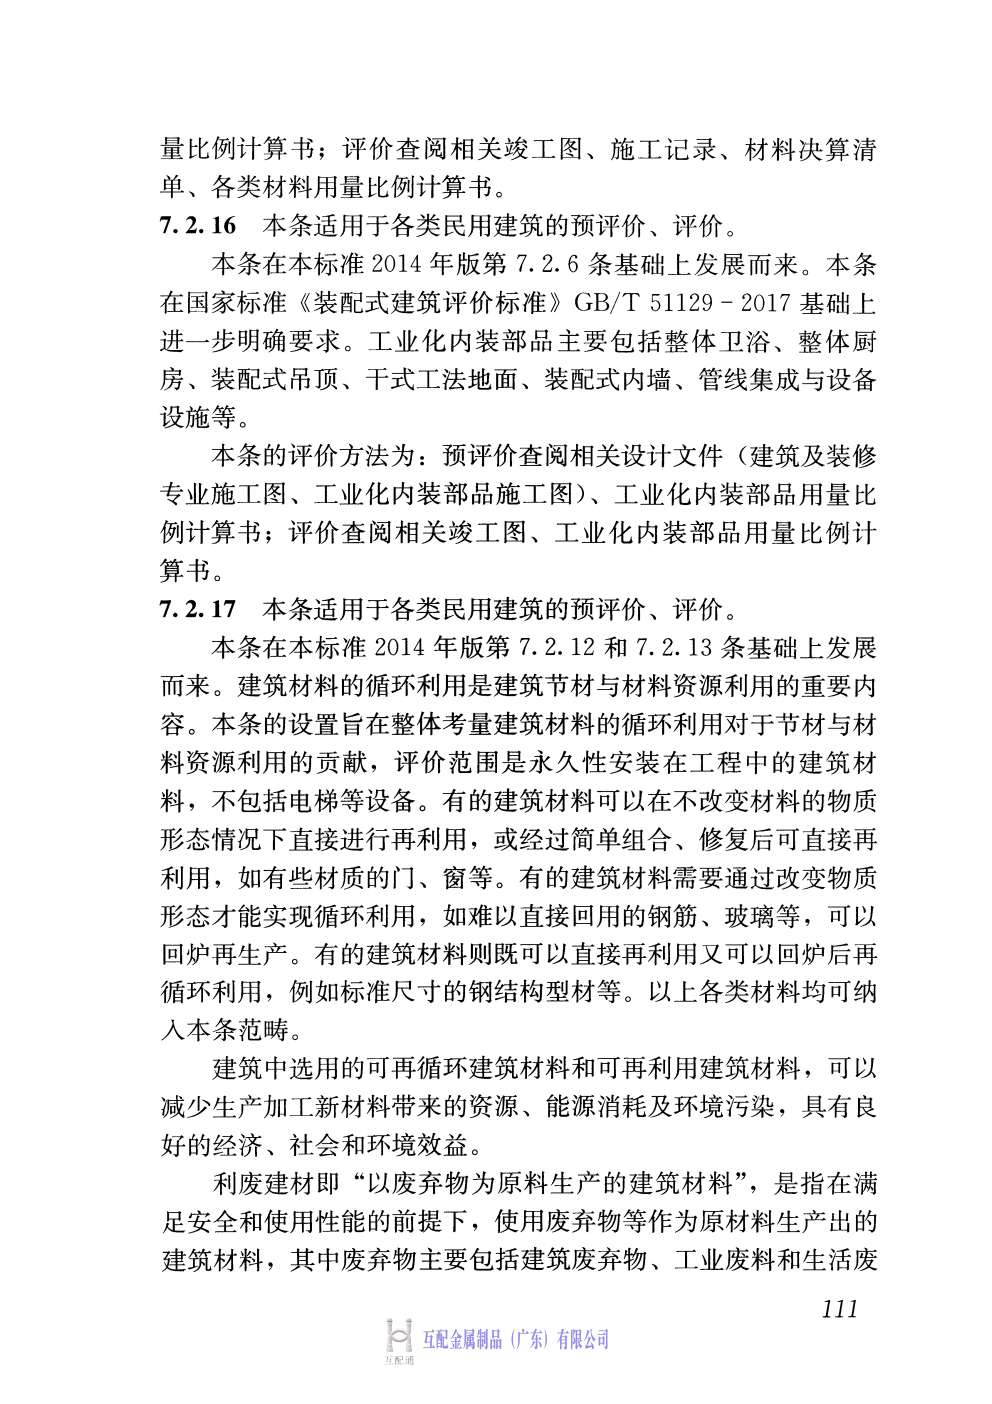 量比例计算书；评价查阅相关竣工图、施工记录、材料决算清
单、各类材料用量比例计算书。
7.2.16 本条适用于各类民用建筑的预评价、评价。
本条在本标准 2014 年版第 7.2.6 条基础上发展而来。本条
在国家标准《装配式建筑评价标准》GB/T 51129－2017 基础上
进一步明确要求。工业化内装部品主要包括整体卫浴、整体厨
房、装配式吊顶、干式工法地面、装配式内墙、管线集成与设备
设施等。
本条的评价方法为：预评价查阅相关设计文件（建筑及装修
专业施工图、工业化内装部品施工图）、工业化内装部品用量比
例计算书；评价查阅相关竣工图、工业化内装部品用量比例计
算书。
7.2.17 本条适用于各类民用建筑的预评价、评价。
本条在本标准 2014 年版第 7.2.12 和 7.2.13 条基础上发展
而来。建筑材料的循环利用是建筑节材与材料资源利用的重要内
容。本条的设置旨在整体考量建筑材料的循环利用对于节材与材
料资源利用的贡献，评价范围是永久性安装在工程中的建筑材
料，不包括电梯等设备。有的建筑材料可以在不改变材料的物质
形态情况下直接进行再利用，或经过简单组合、修复后可直接再
利用，如有些材质的门、窗等。有的建筑材料需要通过改变物质
形态才能实现循环利用，如难以直接回用的钢筋、玻璃等，可以
回炉再生产。有的建筑材料则既可以直接再利用又可以回炉后再
循环利用，例如标准尺寸的钢结构型材等。以上各类材料均可纳
入本条范畴。
建筑中选用的可再循环建筑材料和可再利用建筑材料，可以
减少生产加工新材料带来的资源、能源消耗及环境污染，具有良
好的经济、社会和环境效益。
利废建材即“以废弃物为原料生产的建筑材料”，是指在满
足安全和使用性能的前提下，使用废弃物等作为原材料生产出的
建筑材料，其中废弃物主要包括建筑废弃物、工业废料和生活废
111
互配金属制品（广东）有限公司
互配通